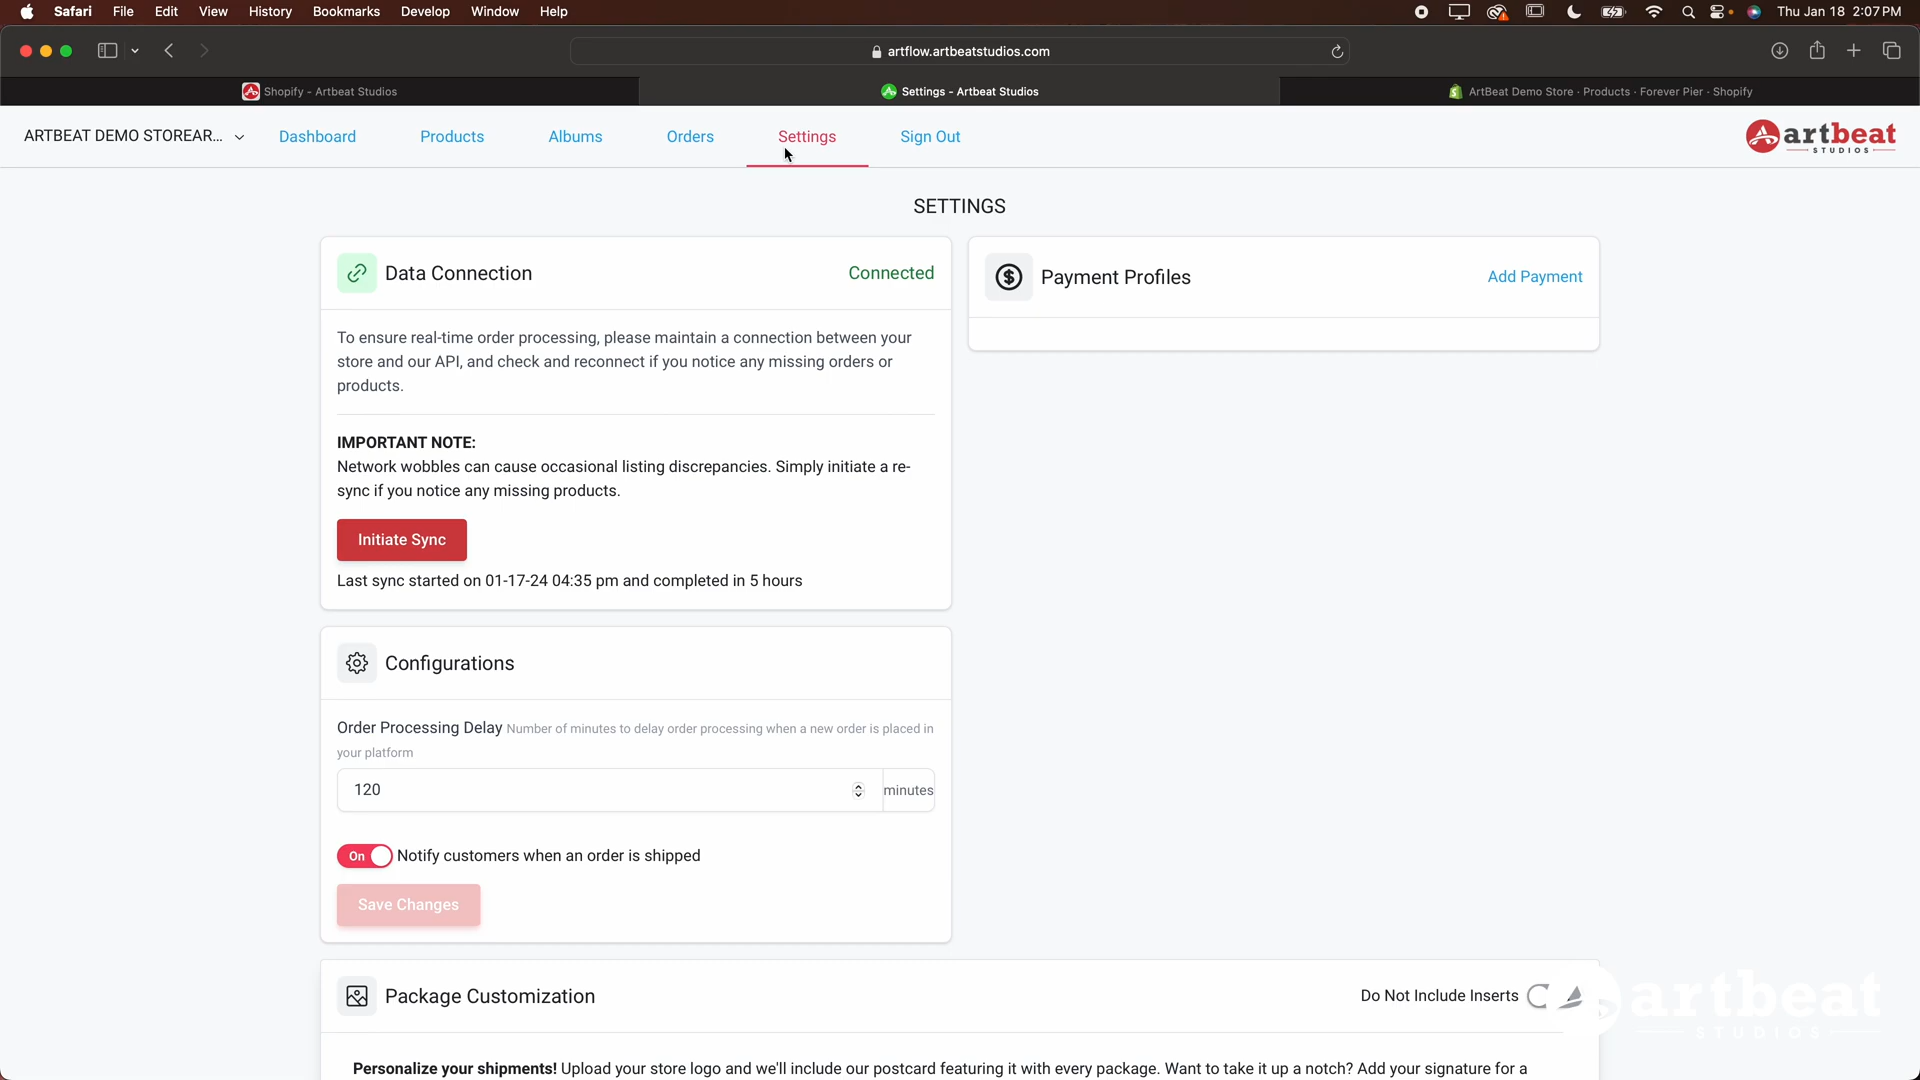 Safari File Edit View History Bookmarks Develop Window Help Thu Jan 18 2:07 PM
artflow.artbeatstudios.com
Shopify - Artbeat Studios Settings - Artbeat Studios ArtBeat Demo Store · Products · Forever Pier · Shopify
ARTBEAT DEMO STOREAR... Dashboard Products Albums Orders Settings Sign Out artbeat
STUDIOS
SETTINGS
Data Connection Connected
To ensure real-time order processing, please maintain a connection between your
store and our API, and check and reconnect if you notice any missing orders or
products.
IMPORTANT NOTE:
Network wobbles can cause occasional listing discrepancies. Simply initiate a re-
sync if you notice any missing products.
Initiate Sync
Last sync started on 01-17-24 04:35 pm and completed in 5 hours
Payment Profiles Add Payment
Configurations
Order Processing Delay Number of minutes to delay order processing when a new order is placed in
your platform
120 minutes
On Notify customers when an order is shipped
Save Changes
Package Customization Do Not Include Inserts
artbeat
STUDIOS
Personalize your shipments! Upload your store logo and we'll include our postcard featuring it with every package. Want to take it up a notch? Add your signature for a